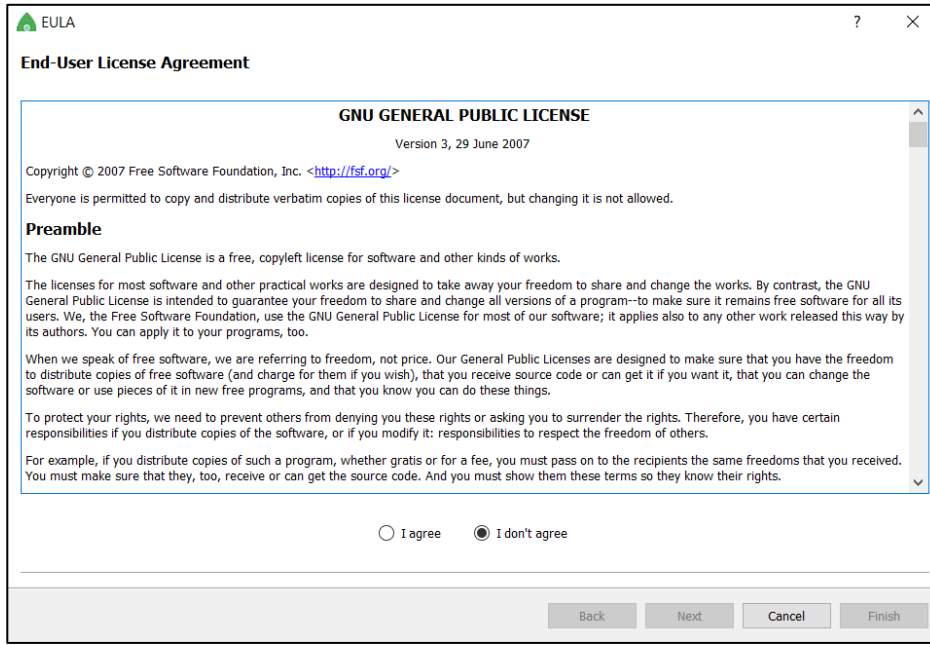 EULA
?
End-User License Agreement
GNU GENERAL PUBLIC LICENSE
Version 3, 29 June 2007
Copyright © 2007 Free Software Foundation, Inc. <http://fsf.org/>
Everyone is permitted to copy and distribute verbatim copies of this license document, but changing it is not allowed.
Preamble
The GNU General Public License is a free, copyleft license for software and other kinds of works.
The licenses for most software and other practical works are designed to take away your freedom to share and change the works. By contrast, the GNU
General Public License is intended to guarantee your freedom to share and change all versions of a program--to make sure it remains free software for all its
users. We, the Free Software Foundation, use the GNU General Public License for most of our software; it applies also to any other work released this way by
its authors. You can apply it to your programs, too.
When we speak of free software, we are referring to freedom, not price. Our General Public Licenses are designed to make sure that you have the freedom
to distribute copies of free software (and charge for them if you wish), that you receive source code or can get it if you want it, that you can change the
software or use pieces of it in new free programs, and that you know you can do these things.
To protect your rights, we need to prevent others from denying you these rights or asking you to surrender the rights. Therefore, you have certain
responsibilities if you distribute copies of the software, or if you modify it: responsibilities to respect the freedom of others.
For example, if you distribute copies of such a program, whether gratis or for a fee, you must pass on to the recipients the same freedoms that you received.
You must make sure that they, too, receive or can get the source code. And you must show them these terms so they know their rights.
I agree I don't agree
Back Next Cancel Finish